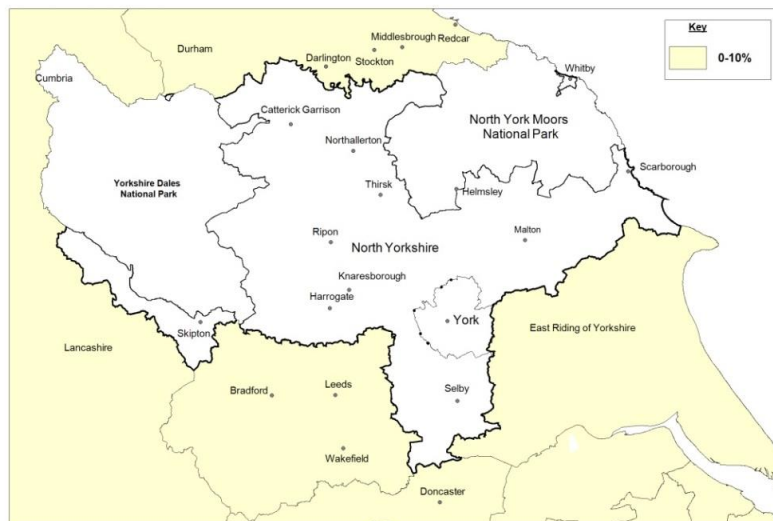 Key
0-10%
Durham
Middlesbrough
Redcar
Darlington
Stockton
Cumbria
Whitby
Catterick Garrison
North York Moors
National Park
Northallerton
Scarborough
Yorkshire Dales
National Park
Thirsk
Helmsley
Ripon
North Yorkshire
Malton
Knaresborough
Harrogate
York
Skipton
East Riding of Yorkshire
Lancashire
Bradford
Leeds
Selby
Wakefield
Doncaster